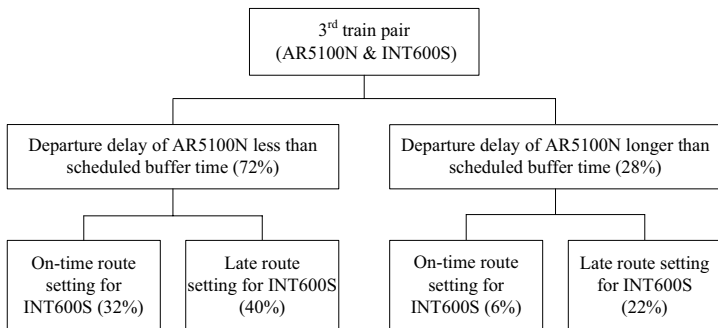 3rd train pair
(AR5100N & INT600S)
Departure delay of AR5100N less than
scheduled buffer time (72%)
Departure delay of AR5100N longer than
scheduled buffer time (28%)
On-time route
setting for
INT600S (32%)
Late route
setting for INT600S
(40%)
On-time route
setting for
INT600S (6%)
Late route setting
for INT600S
(22%)